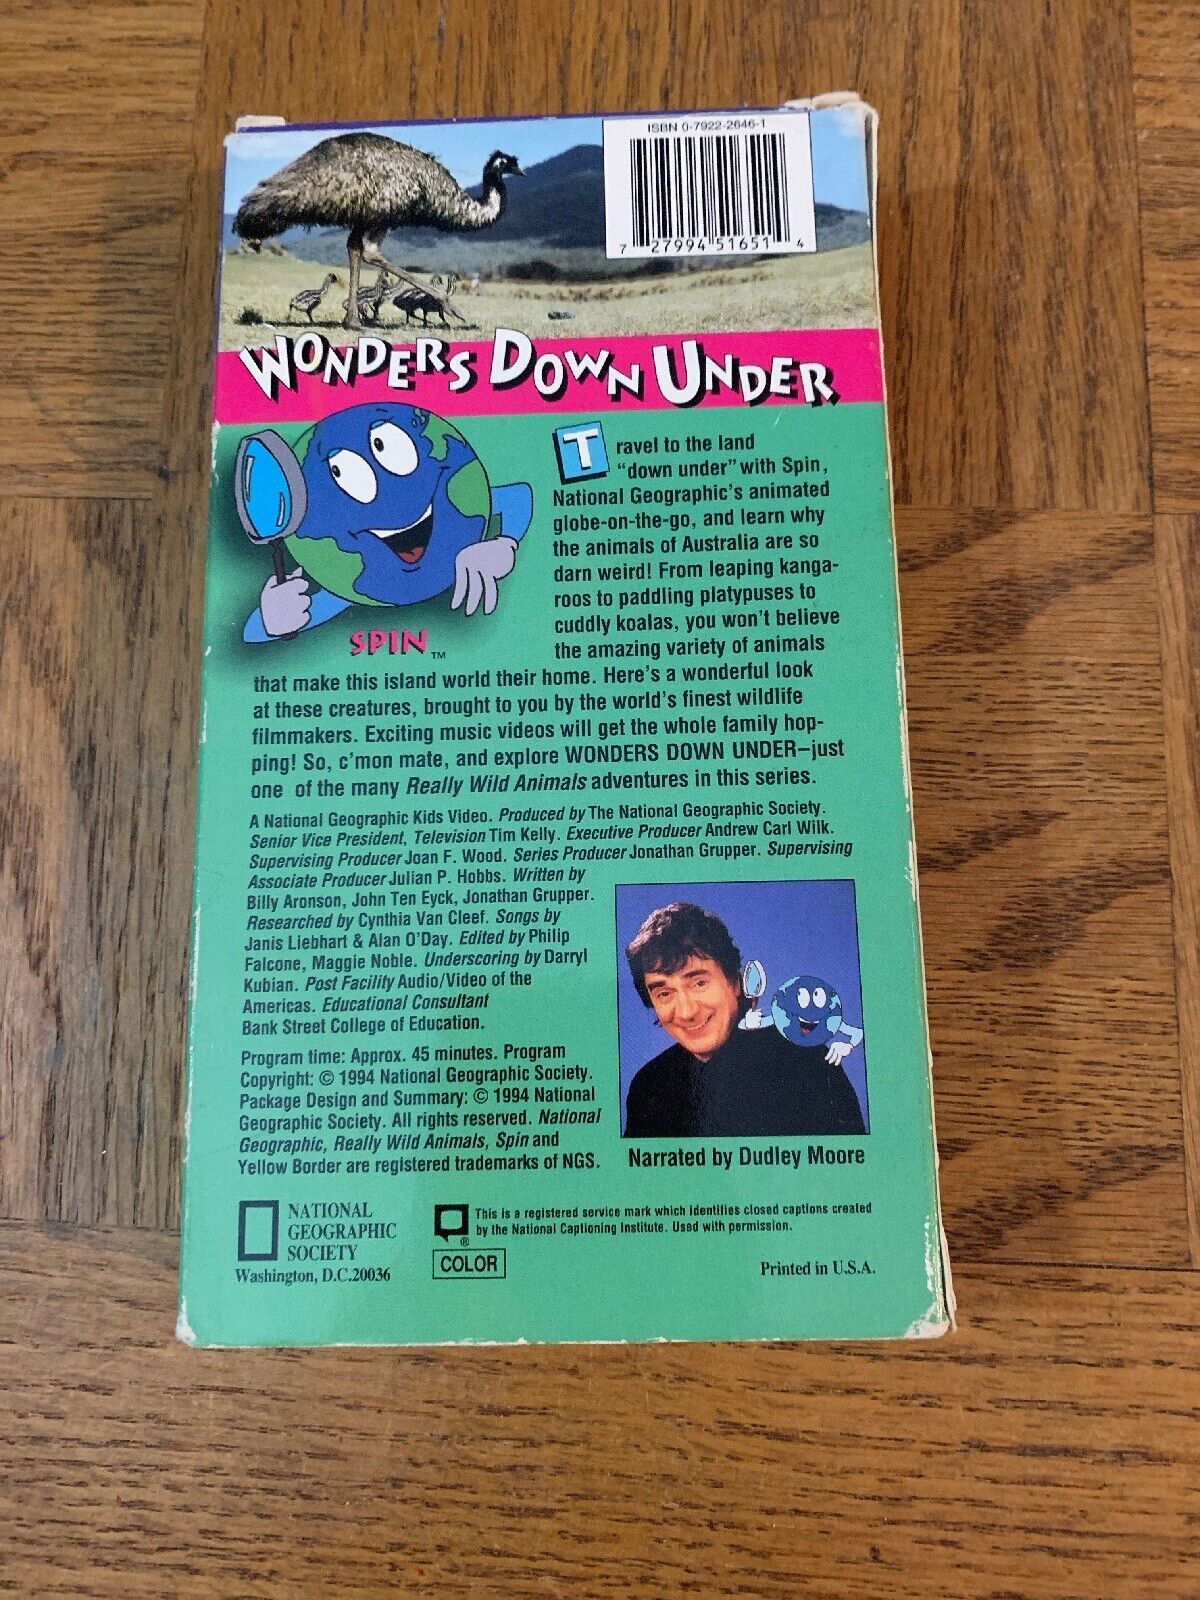 ISBN 0-7922-2646-1
7 27994 51651 4
WONDERS DOWN UNDER
Travel to the land
"down under" with Spin,
National Geographic's animated
globe-on-the-go, and learn why
the animals of Australia are so
darn weird! From leaping kanga-
roos to paddling platypuses to
cuddly koalas, you won't believe
the amazing variety of animals
SPIN™
that make this island world their home. Here's a wonderful look
at these creatures, brought to you by the world's finest wildlife
filmmakers. Exciting music videos will get the whole family hop-
ping! So, c'mon mate, and explore WONDERS DOWN UNDER–just
one of the many Really Wild Animals adventures in this series.
A National Geographic Kids Video. Produced by The National Geographic Society.
Senior Vice President, Television Tim Kelly. Executive Producer Andrew Carl Wilk.
Supervising Producer Joan F. Wood. Series Producer Jonathan Grupper. Supervising
Associate Producer Julian P. Hobbs. Written by
Billy Aronson, John Ten Eyck, Jonathan Grupper.
Researched by Cynthia Van Cleef. Songs by
Janis Liebhart & Alan O'Day. Edited by Philip
Falcone, Maggie Noble. Underscoring by Darryl
Kubian. Post Facility Audio/Video of the
Americas. Educational Consultant
Bank Street College of Education.
Program time: Approx. 45 minutes. Program
Copyright: © 1994 National Geographic Society.
Package Design and Summary: © 1994 National
Geographic Society. All rights reserved. National
Geographic, Really Wild Animals, Spin and
Yellow Border are registered trademarks of NGS.
Narrated by Dudley Moore
NATIONAL
GEOGRAPHIC
SOCIETY
Washington, D.C.20036
®
This is a registered service mark which identifies closed captions created
by the National Captioning Institute. Used with permission.
COLOR
Printed in U.S.A.